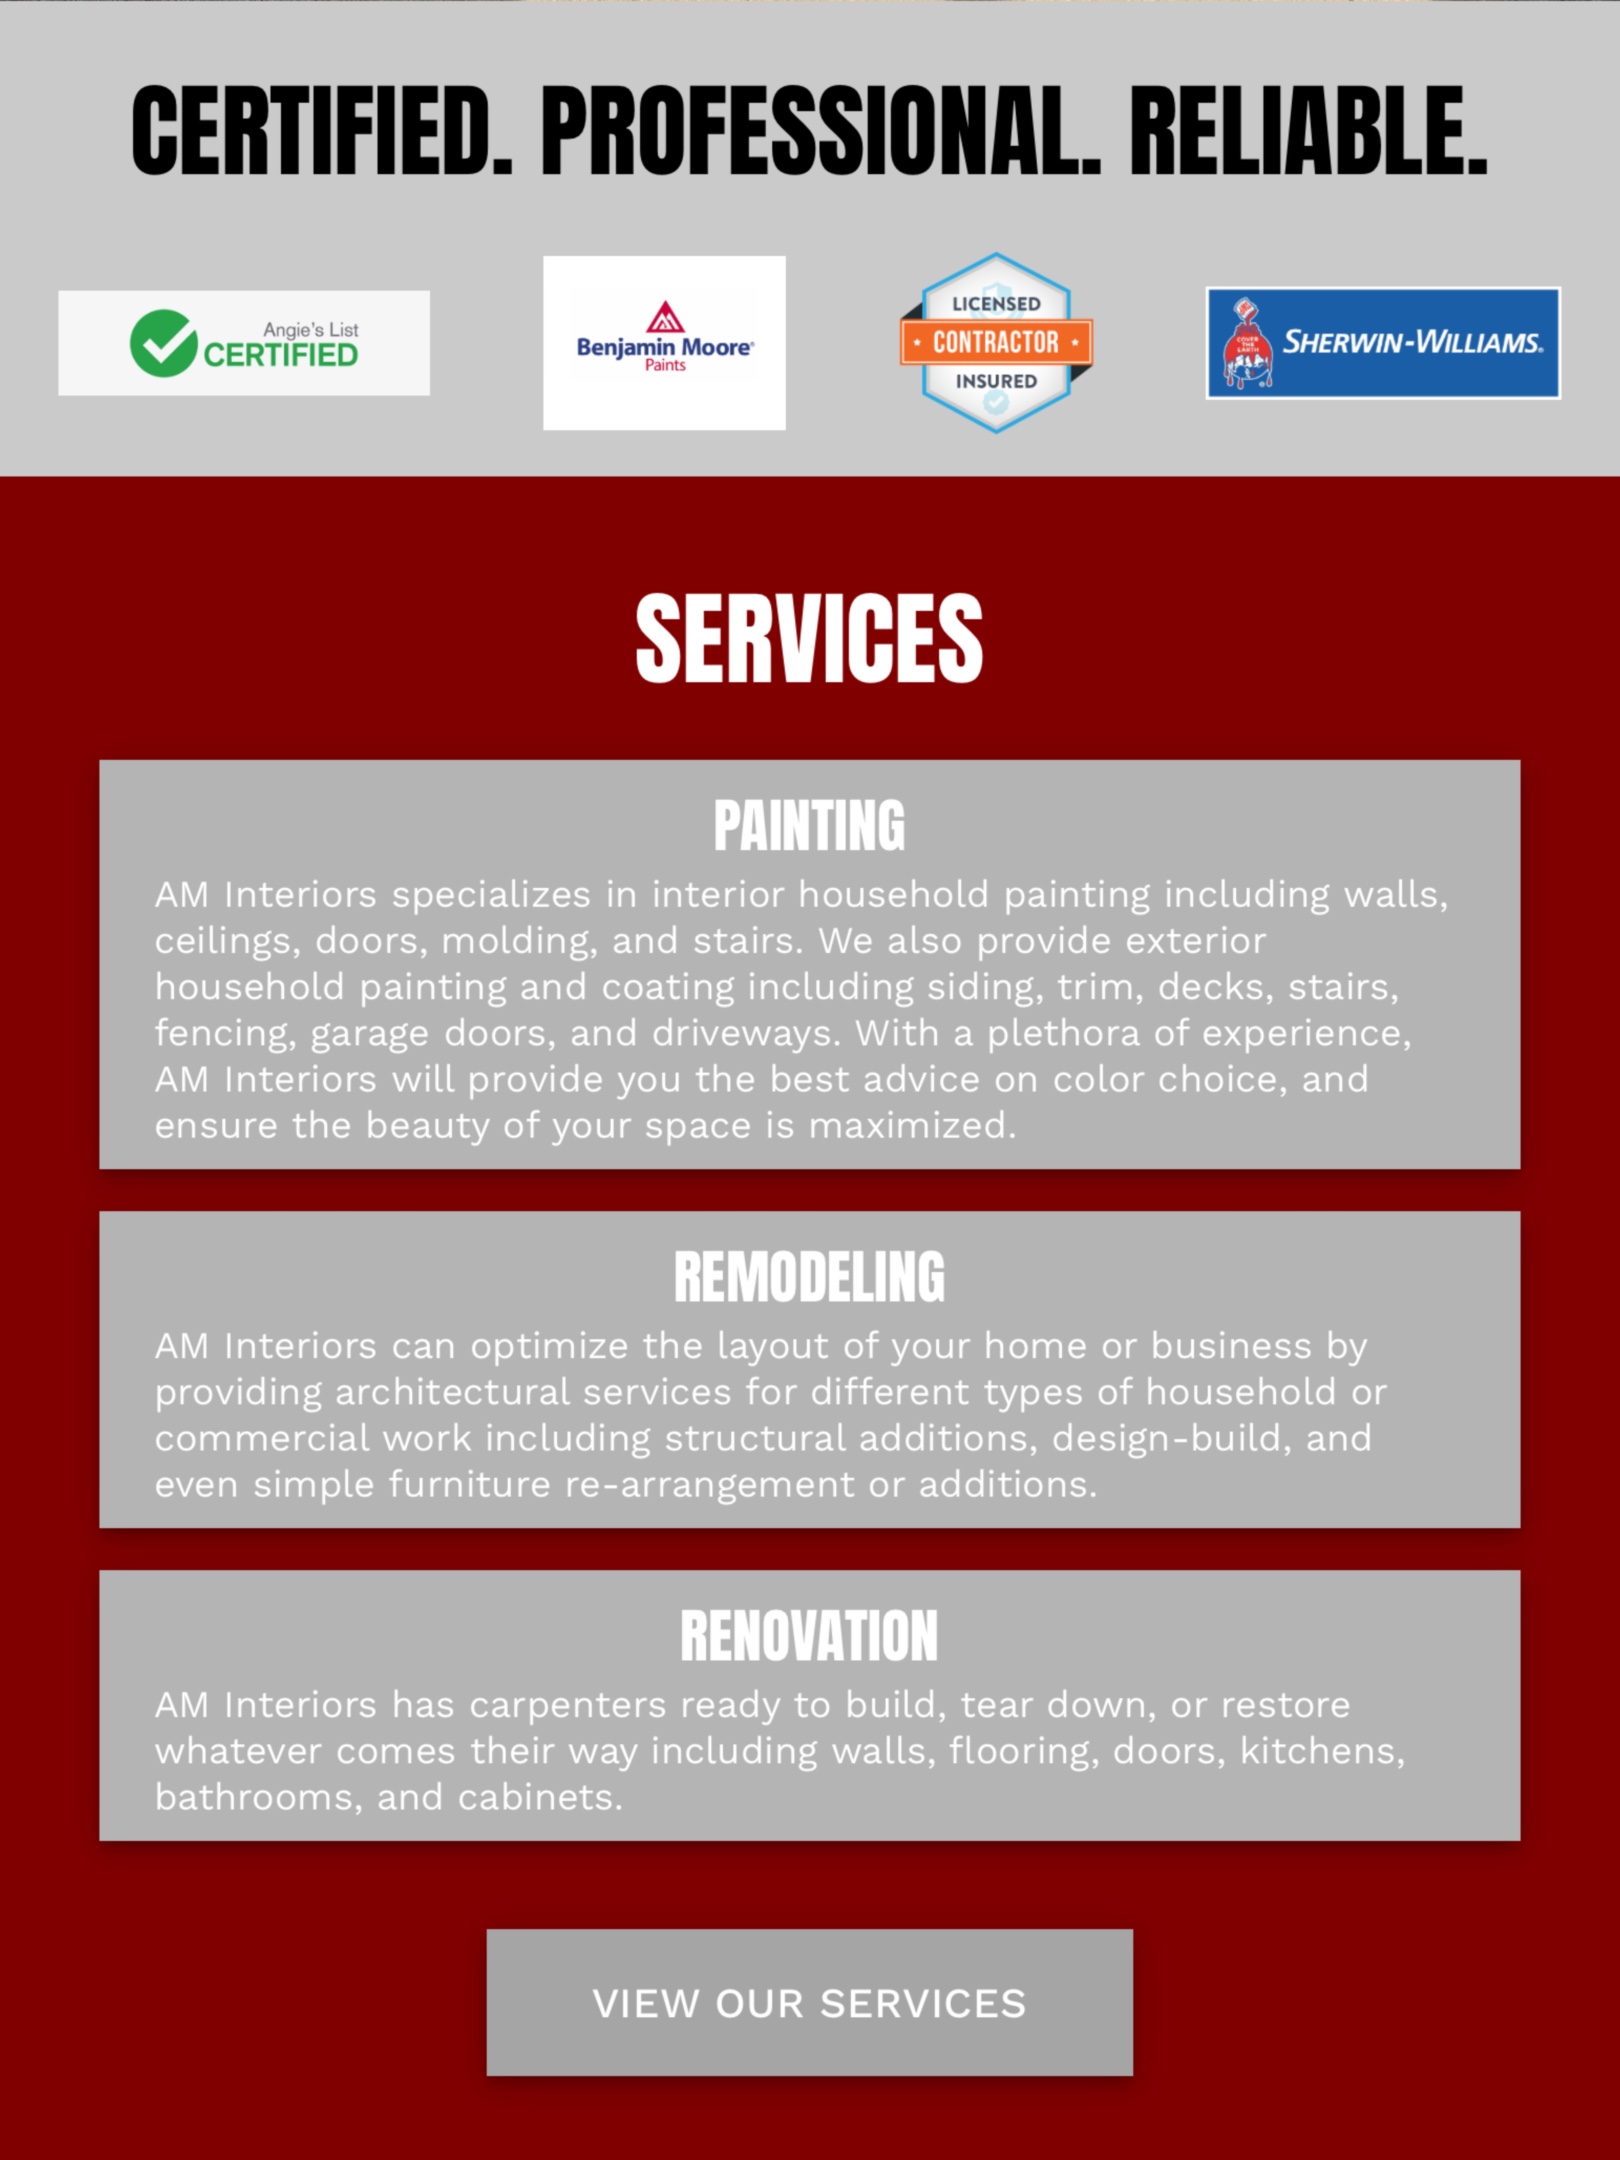 CERTIFIED. PROFESSIONAL. RELIABLE.
Angie's List
CERTIFIED
Benjamin Moore®
Paints
LICENSED
CONTRACTOR
INSURED
COVER
THE
EARTH
SHERWIN-WILLIAMS®
SERVICES
PAINTING
AM Interiors specializes in interior household painting including walls,
ceilings, doors, molding, and stairs. We also provide exterior
household painting and coating including siding, trim, decks, stairs,
fencing, garage doors, and driveways. With a plethora of experience,
AM Interiors will provide you the best advice on color choice, and
ensure the beauty of your space is maximized.
REMODELING
AM Interiors can optimize the layout of your home or business by
providing architectural services for different types of household or
commercial work including structural additions, design-build, and
even simple furniture re-arrangement or additions.
RENOVATION
AM Interiors has carpenters ready to build, tear down, or restore
whatever comes their way including walls, flooring, doors, kitchens,
bathrooms, and cabinets.
VIEW OUR SERVICES